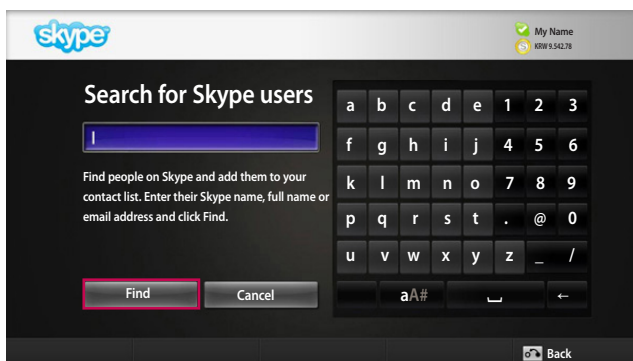 skype
My Name
KRW 9.542.78
Search for Skype users
Find people on Skype and add them to your
contact list. Enter their Skype name, full name or
email address and click Find.
Find Cancel
a b c d e 1 2 3
f g h i j 4 5 6
k l m n o 7 8 9
p q r s t . @ 0
u v w x y z _ /
aA# ←
Back